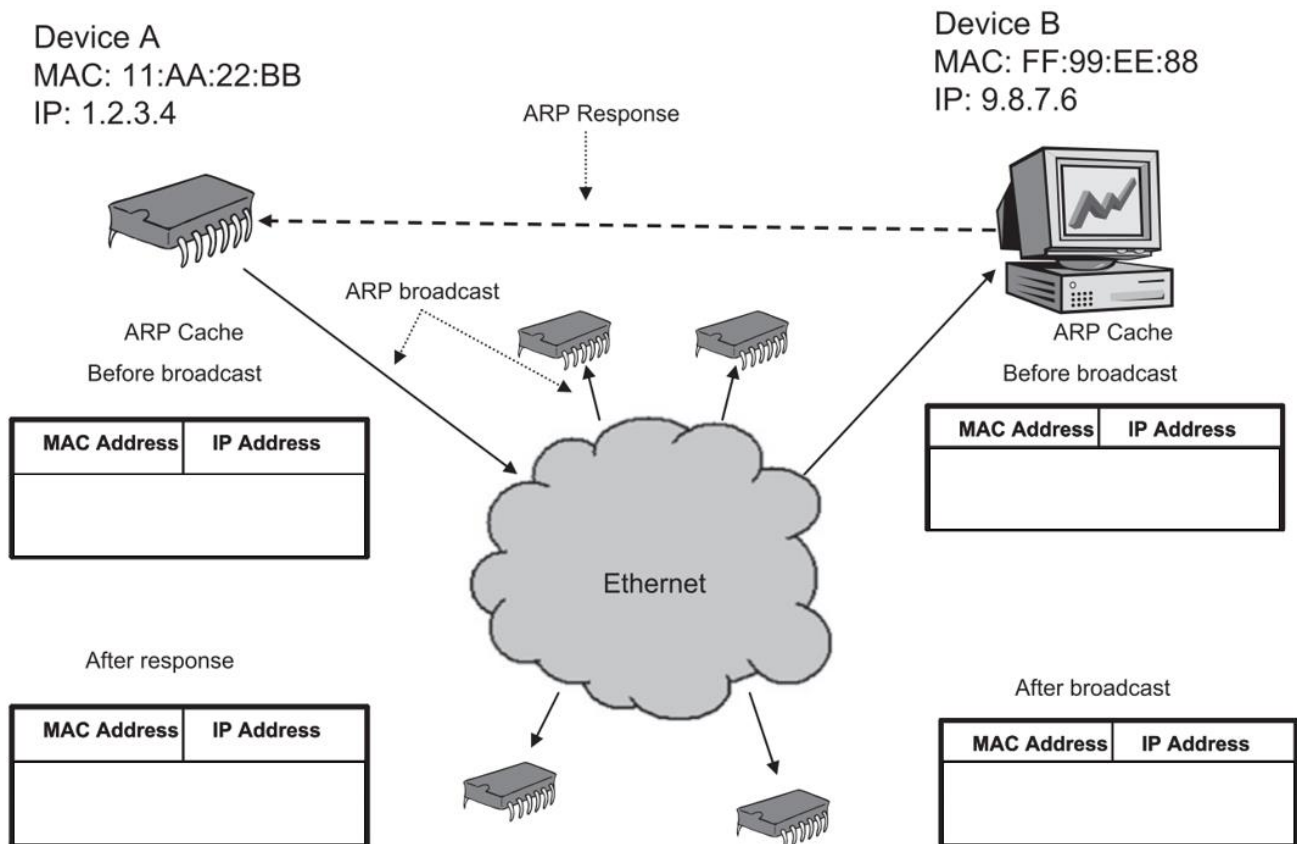 Device A
MAC: 11:AA:22:BB
IP: 1.2.3.4
Device B
MAC: FF:99:EE:88
IP: 9.8.7.6
ARP Response
ARP broadcast
ARP Cache
Before broadcast
MAC Address IP Address
ARP Cache
Before broadcast
MAC Address IP Address
Ethernet
After response
MAC Address IP Address
After broadcast
MAC Address IP Address